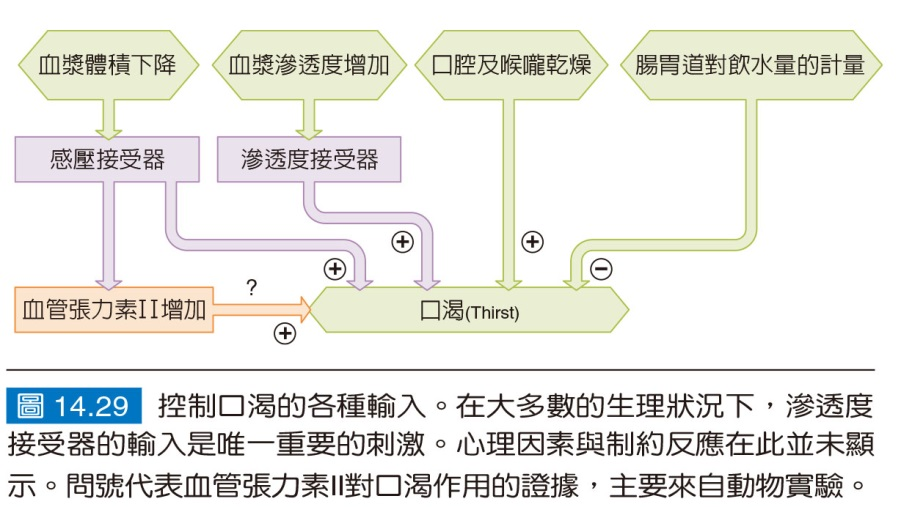 血漿體積下降
血漿滲透度增加
口腔及喉嚨乾燥
腸胃道對飲水量的計量
感壓接受器
滲透度接受器
+
+
+
−
?
血管張力素II增加
+
口渴(Thirst)
圖 14.29 控制口渴的各種輸入。在大多數的生理狀況下，滲透度
接受器的輸入是唯一重要的刺激。心理因素與制約反應在此並未顯
示。問號代表血管張力素II對口渴作用的證據，主要來自動物實驗。